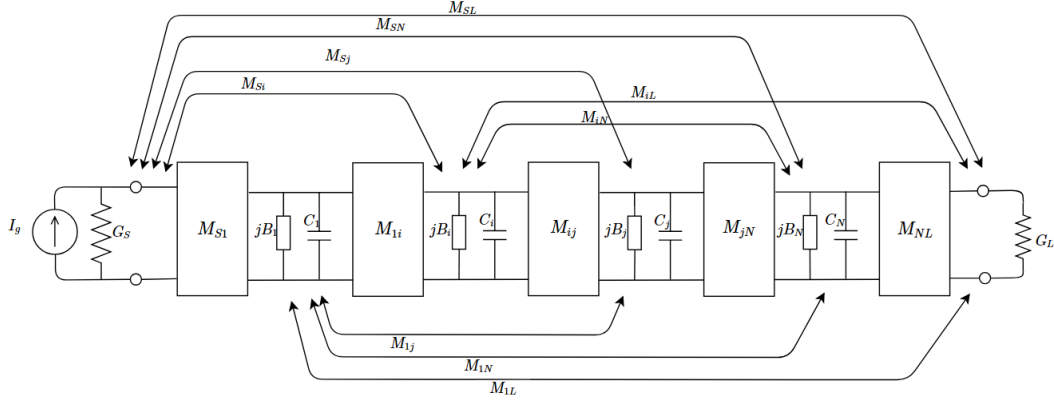 M_{SL}
M_{SN}
M_{Sj}
M_{Si}
M_{iL}
M_{iN}
I_g
G_S
M_{S1}
jB_1
C_1
M_{1i}
jB_i
C_i
M_{ij}
jB_j
C_j
M_{jN}
jB_N
C_N
M_{NL}
G_L
M_{1j}
M_{1N}
M_{1L}